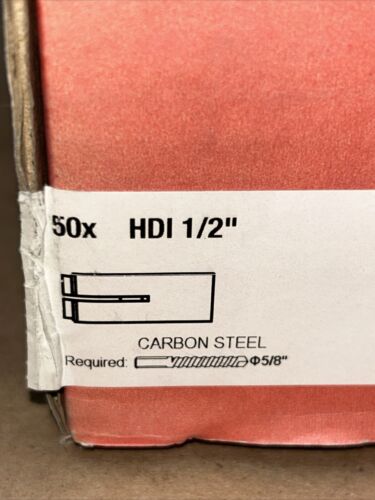 50x HDI 1/2"
CARBON STEEL
Required: Φ5/8"